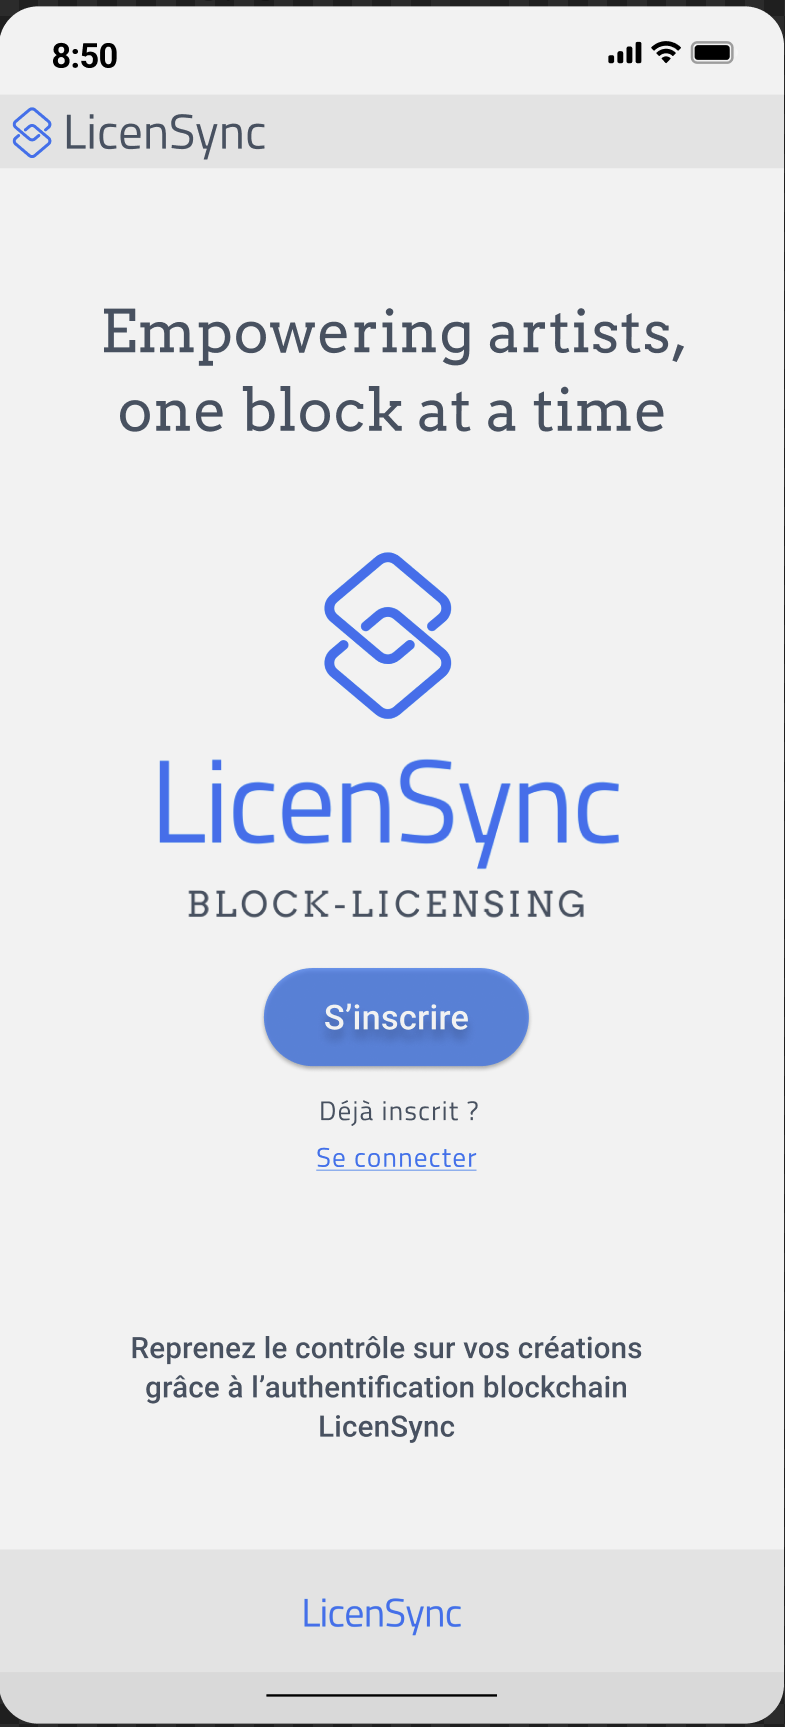 8:50
LicenSync
Empowering artists,
one block at a time
LicenSync
BLOCK-LICENSING
S’inscrire
Déjà inscrit ?
Se connecter
Reprenez le contrôle sur vos créations
grâce à l’authentification blockchain
LicenSync
LicenSync